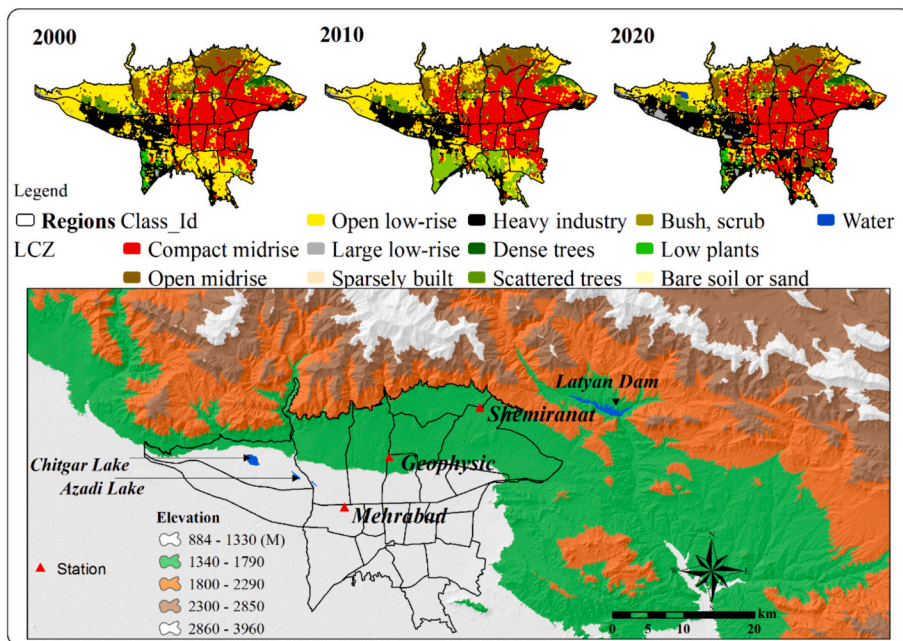 2000 2010 2020
Legend
Regions Class_Id Open low-rise Heavy industry Bush, scrub Water
LCZ Compact midrise Large low-rise Dense trees Low plants
Open midrise Sparsely built Scattered trees Bare soil or sand
Latyan Dam
Shemiranat
Chitgar Lake
Geophysic
Azadi Lake
Mehrabad
Elevation
884 - 1330 (M)
1340 - 1790
1800 - 2290
2300 - 2850
2860 - 3960
Station
N
W E
S
km
0 5 10 20